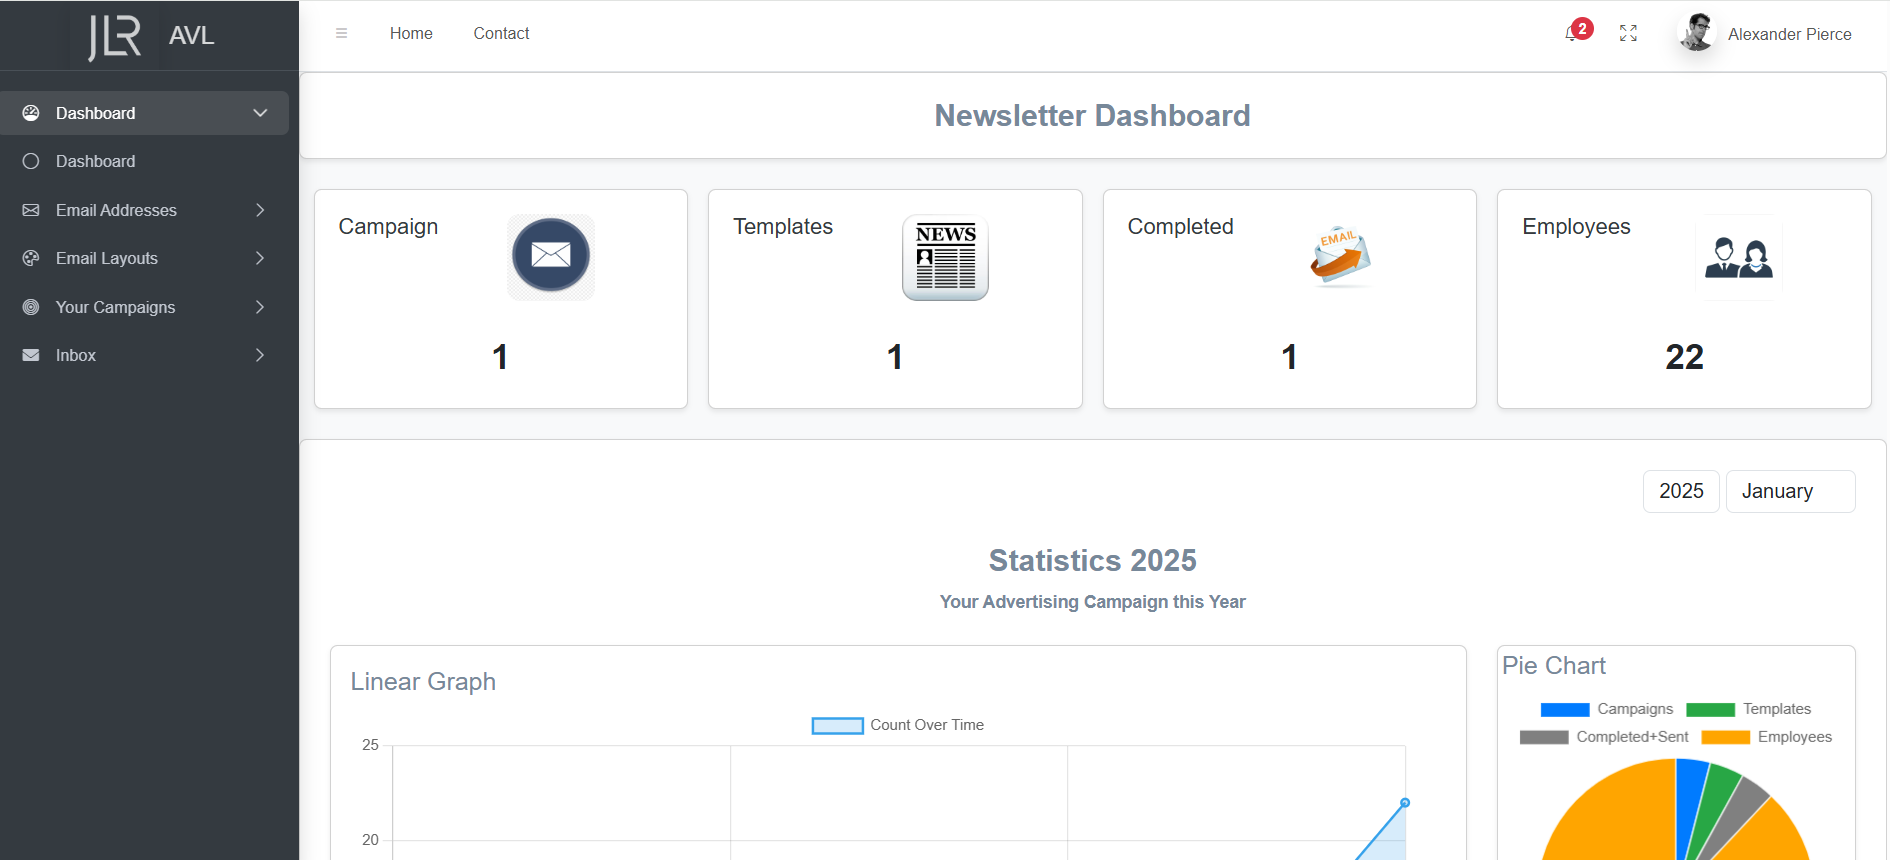 JLR AVL
Home Contact
2
Alexander Pierce
Dashboard
Dashboard
Email Addresses
Email Layouts
Your Campaigns
Inbox
Newsletter Dashboard
Campaign
1
Templates
NEWS
1
Completed
EMAIL
1
Employees
22
2025 January
Statistics 2025
Your Advertising Campaign this Year
Linear Graph
Count Over Time
25
20
Pie Chart
Campaigns Templates
Completed+Sent Employees